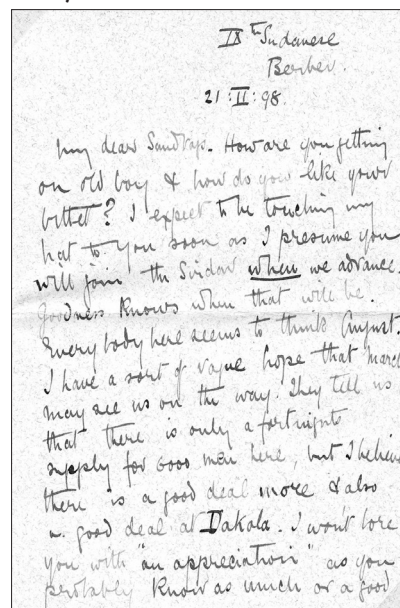 IXth Sudanese
Berber.
21:II:98.
My dear Sandbags. How are you getting
on old boy & how do you like your
billet? I expect to be touching my
hat to you soon as I presume you
will join the Sirdar when we advance.
Goodness knows when that will be.
Everybody here seems to think August.
I have a sort of vague hope that March
may see us on the way. They tell us
that there is only a fortnights
supply for 6000 men here, but I believe
there is a good deal more & also
a good deal at Dakala. I won't bore
you with "an appreciation" as you
probably know as much or a good